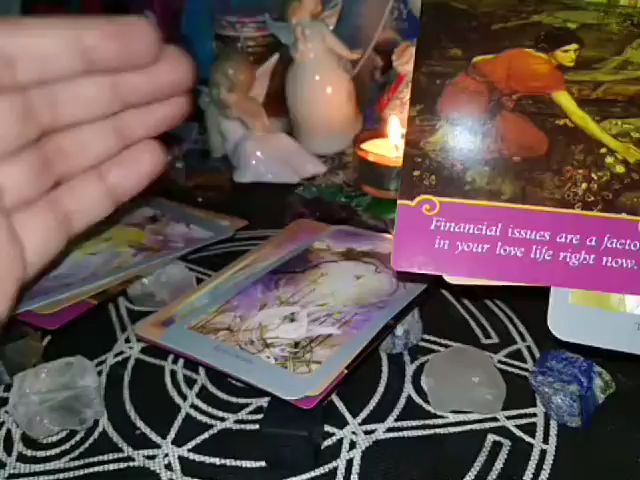 Financial issues are a facto
in your love life right now.